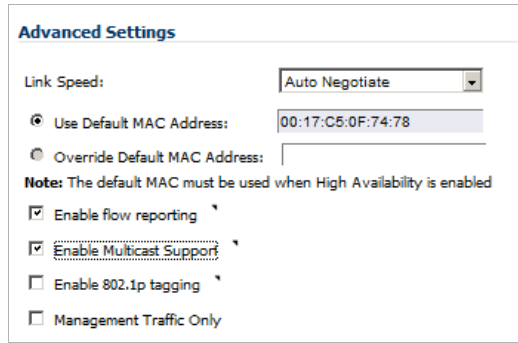 Advanced Settings
Link Speed: Auto Negotiate
Use Default MAC Address: 00:17:C5:0F:74:78
Override Default MAC Address:
Note: The default MAC must be used when High Availability is enabled
Enable flow reporting
Enable Multicast Support
Enable 802.1p tagging
Management Traffic Only